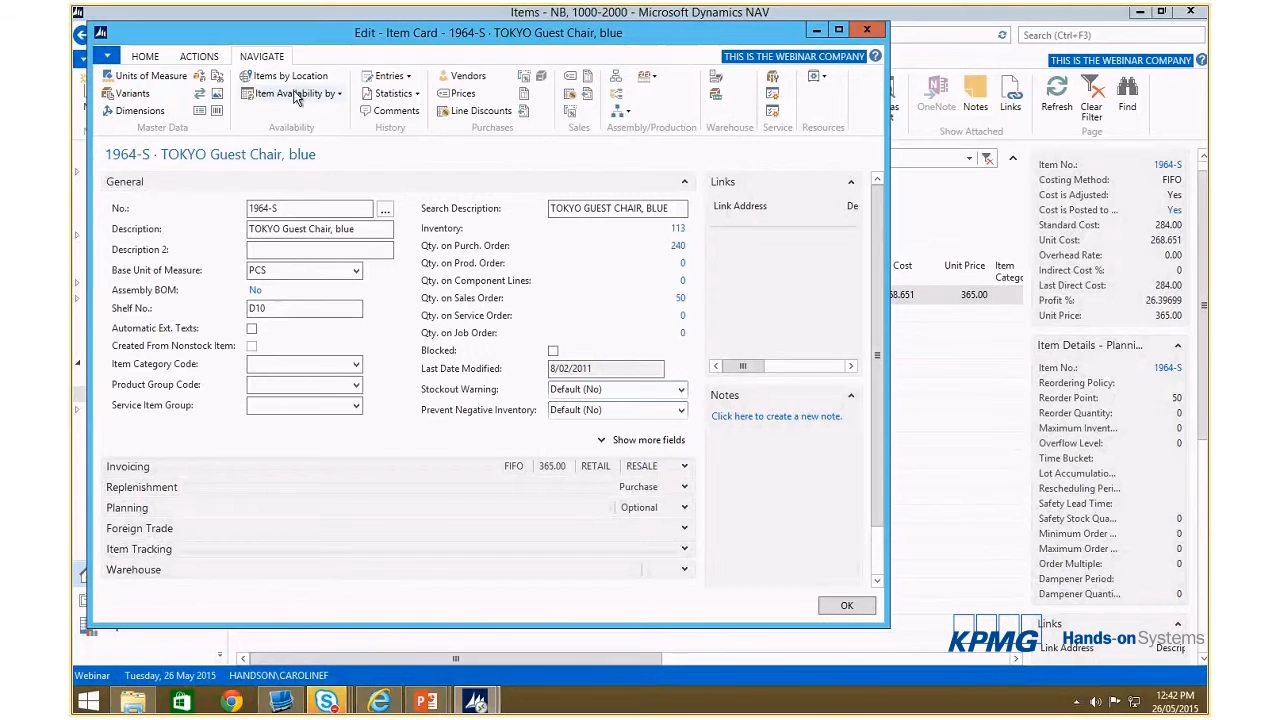 Items - NB, 1000-2000 - Microsoft Dynamics NAV
Edit - Item Card - 1964-S · TOKYO Guest Chair, blue
Search (Ctrl+F3)
HOME ACTIONS NAVIGATE
THIS IS THE WEBINAR COMPANY
THIS IS THE WEBINAR COMPANY
Units of Measure
Variants
Dimensions
Master Data
Items by Location
Item Availability by
Availability
Entries
Statistics
Comments
History
Vendors
Prices
Line Discounts
Purchases
Sales
Assembly/Production
Warehouse
Service
Resources
OneNote Notes Links
Show Attached
Refresh Clear Filter Find
Page
1964-S · TOKYO Guest Chair, blue
General
No.: 1964-S
Description: TOKYO Guest Chair, blue
Description 2:
Base Unit of Measure: PCS
Assembly BOM: No
Shelf No.: D10
Automatic Ext. Texts:
Created From Nonstock Item:
Item Category Code:
Product Group Code:
Service Item Group:
Search Description: TOKYO GUEST CHAIR, BLUE
Inventory: 113
Qty. on Purch. Order: 240
Qty. on Prod. Order: 0
Qty. on Component Lines: 0
Qty. on Sales Order: 50
Qty. on Service Order: 0
Qty. on Job Order: 0
Blocked:
Last Date Modified: 8/02/2011
Stockout Warning: Default (No)
Prevent Negative Inventory: Default (No)
Show more fields
Invoicing FIFO 365.00 RETAIL RESALE
Replenishment Purchase
Planning Optional
Foreign Trade
Item Tracking
Warehouse
OK
Links
Link Address De
Notes
Click here to create a new note.
Cost Unit Price Item
Categ
68.651 365.00
Item No.: 1964-S
Costing Method: FIFO
Cost is Adjusted: Yes
Cost is Posted to ... Yes
Standard Cost: 284.00
Unit Cost: 268.651
Overhead Rate: 0.00
Indirect Cost %: 0
Last Direct Cost: 284.00
Profit %: 26.39699
Unit Price: 365.00
Item Details - Planni...
Item No.: 1964-S
Reordering Policy:
Reorder Point: 50
Reorder Quantity: 0
Maximum Invent... 0
Overflow Level: 0
Time Bucket:
Lot Accumulatio...
Rescheduling Peri...
Safety Lead Time:
Safety Stock Qua... 0
Minimum Order ... 0
Maximum Order ... 0
Order Multiple: 0
Dampener Period:
Dampener Quanti... 0
Links
Link Address
KPMG Hands-on Systems
Webinar Tuesday, 26 May 2015 HANDSON\CAROLINEF
12:42 PM
26/05/2015